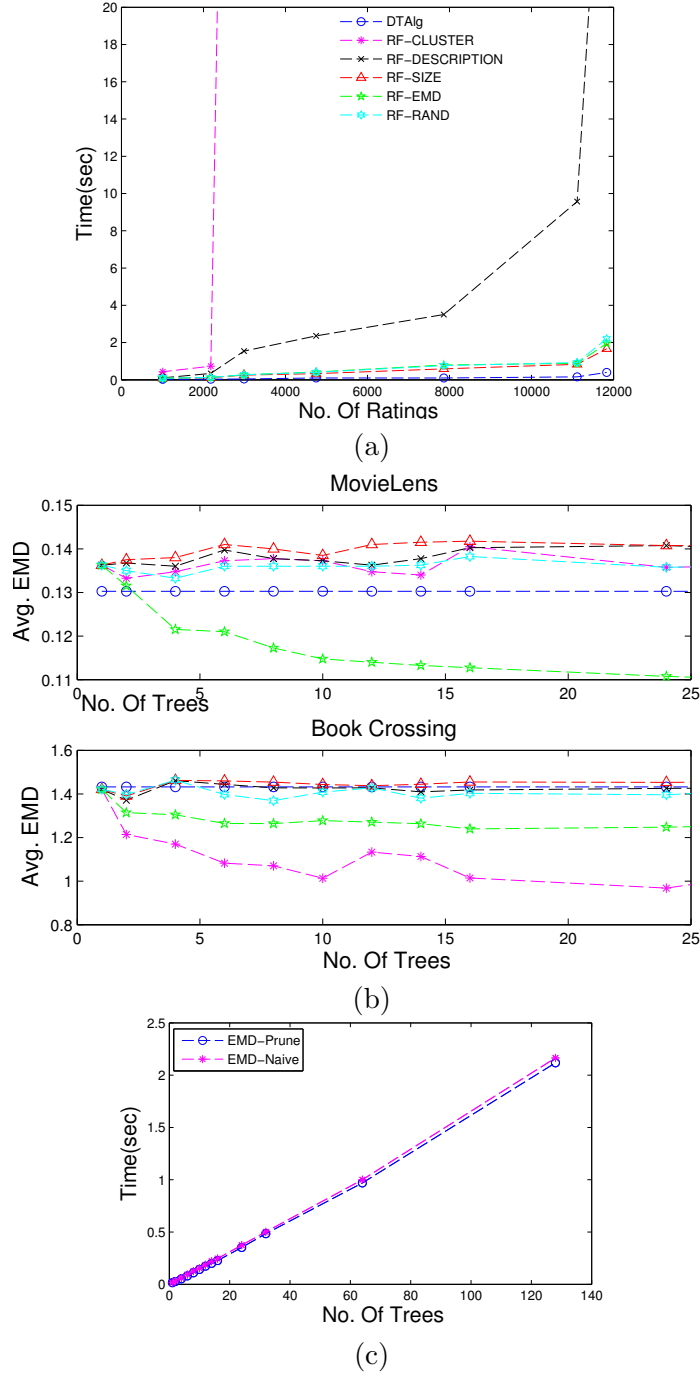 20
18
16
14
12
10
8
6
4
2
0
Time(sec)
DTAlg
RF-CLUSTER
RF-DESCRIPTION
RF-SIZE
RF-EMD
RF-RAND
0 2000 4000 6000 8000 10000 12000
No. Of Ratings
(a)
MovieLens
0.15
0.14
0.13
0.12
0.11
Avg. EMD
0 5 10 15 20 25
No. Of Trees
Book Crossing
1.6
1.4
1.2
1
0.8
Avg. EMD
0 5 10 15 20 25
No. Of Trees
(b)
2.5
2
1.5
1
0.5
0
Time(sec)
EMD-Prune
EMD-Naive
0 20 40 60 80 100 120 140
No. Of Trees
(c)